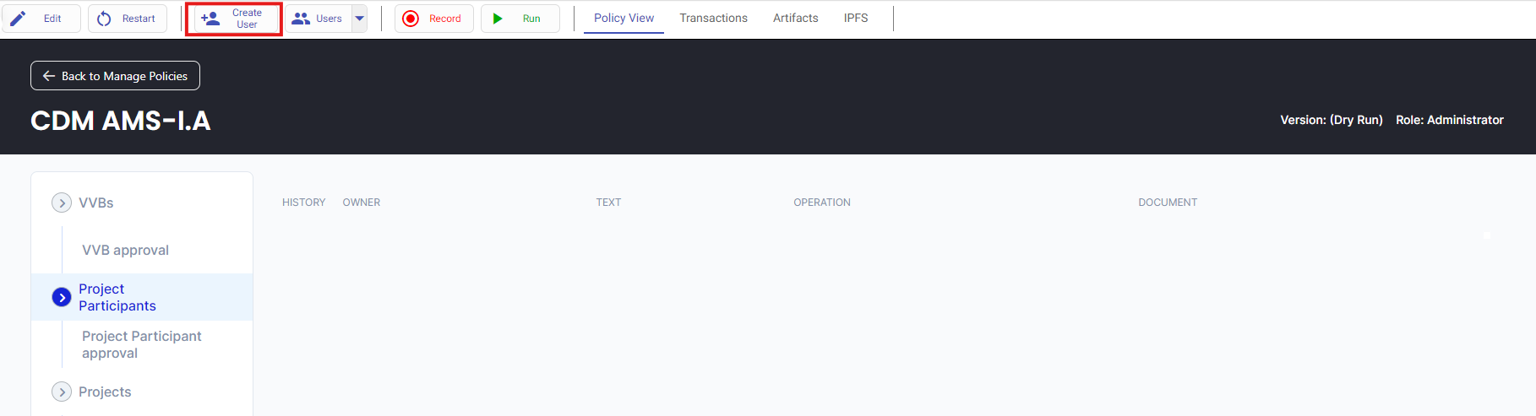 Edit
Restart
Create
User
Users
Record
Run
Policy View
Transactions
Artifacts
IPFS
Back to Manage Policies
CDM AMS-I.A
Version: (Dry Run) Role: Administrator
VVBs
VVB approval
Project
Participants
Project Participant
approval
Projects
HISTORY OWNER TEXT OPERATION DOCUMENT